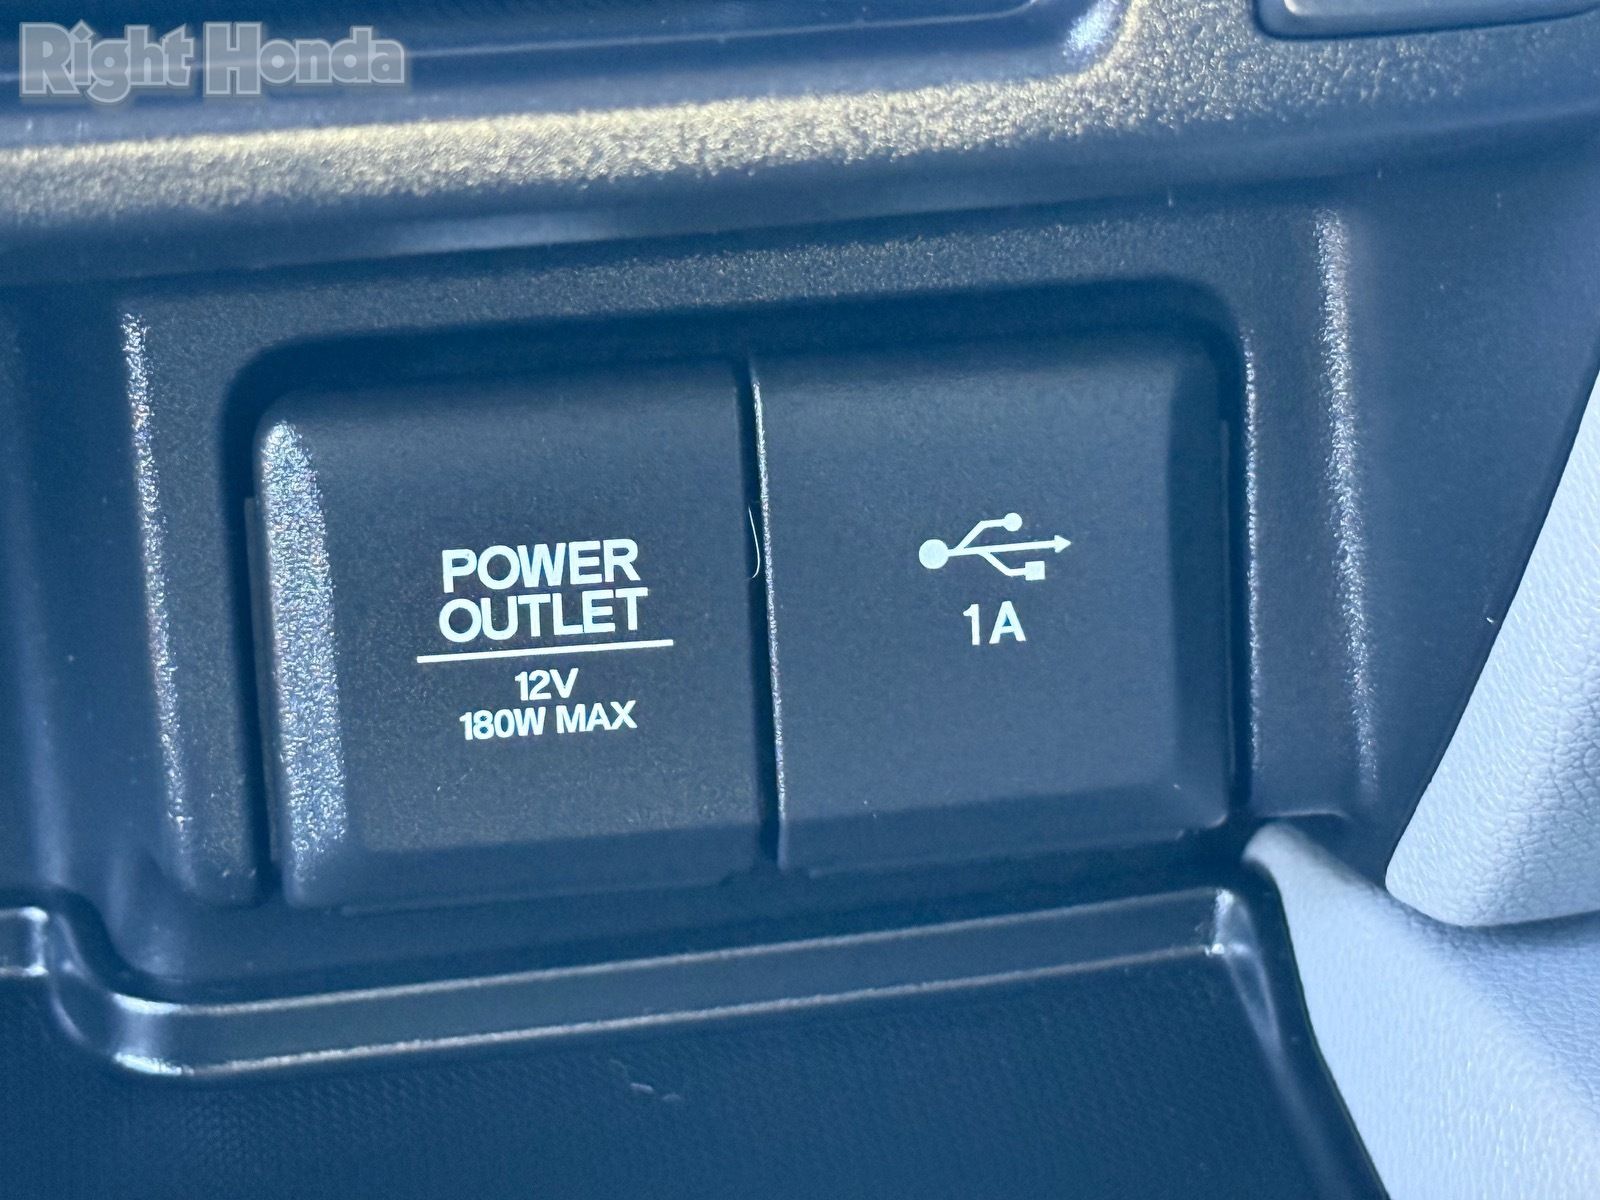 Right Honda
POWER
OUTLET
12V
180W MAX
1A